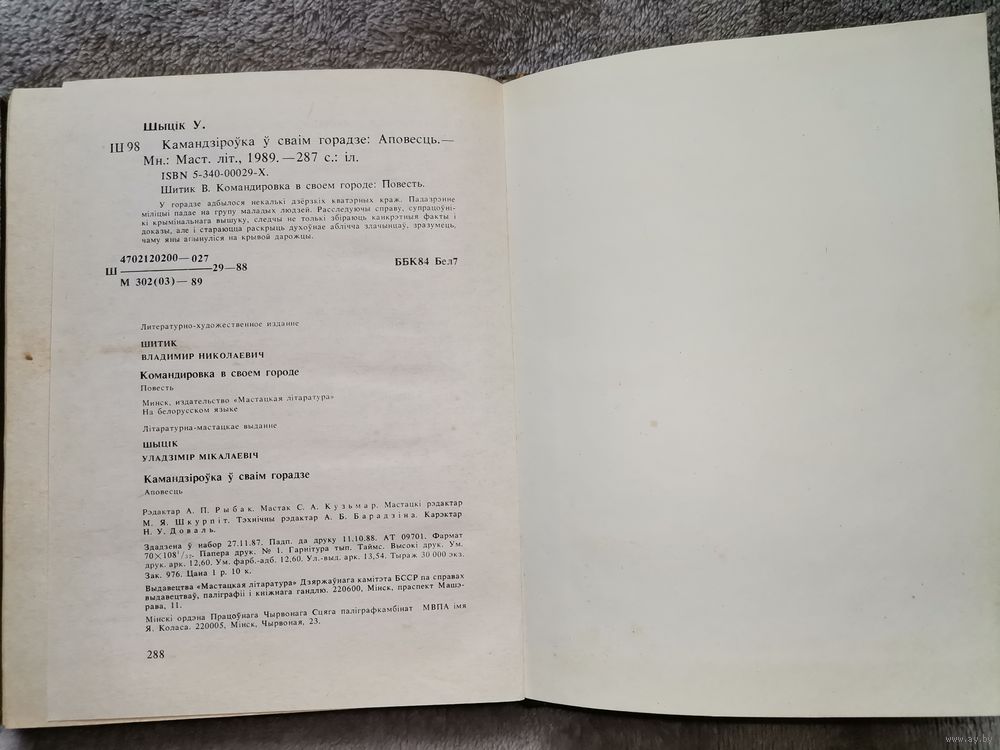 Шыцік У.
Ш 98 Камандзіроўка ў сваім горадзе: Аповесць.—
Мн.: Маст. літ., 1989. — 287 с.: іл.
ISBN 5-340-00029-X.
Шитик В. Командировка в своем городе: Повесть.
У горадзе адбылося некалькі дзёрзкіх кватэрных краж. Падазрэнне
міліцыі падае на групу маладых людзей. Расследуючы справу, супрацоўні-
кі крымінальнага вышуку, следчы не толькі збіраюць канкрэтныя факты і
доказы, але і стараюцца раскрыць духоўнае аблічча злачынцаў, зразумець,
чаму яны апынуліся на крывой дарожцы.
4702120200—027
Ш ——————— 29—88
М 302(03)—89
ББК84 Бел7
Литературно-художественное издание
ШИТИК
ВЛАДИМИР НИКОЛАЕВИЧ
Командировка в своем городе
Повесть
Минск, издательство «Мастацкая літаратура»
На белорусском языке
Літаратурна-мастацкае выданне
ШЫЦІК
УЛАДЗІМІР МІКАЛАЕВІЧ
Камандзіроўка ў сваім горадзе
Аповесць
Рэдактар А. П. Рыбак. Мастак С. А. Кузьмар. Мастацкі рэдактар
М. Я. Шкурпіт. Тэхнічны рэдактар А. Б. Барадзіна. Карэктар
Н. У. Доваль.
Здадзена ў набор 27.11.87. Падп. да друку 11.10.88. АТ 09701. Фармат
70×108¹/₃₂. Папера друк. № 1. Гарнітура тып. Таймс. Высокі друк. Ум.
друк. арк. 12,60. Ум. фарб.-адб. 12,60. Ул.-выд. арк. 13,54. Тыраж 30 000 экз.
Зак. 976. Цана 1 р. 10 к.
Выдавецтва «Мастацкая літаратура» Дзяржаўнага камітэта БССР па справах
выдавецтваў, паліграфіі і кніжнага гандлю. 220600, Мінск, праспект Машэ-
рава, 11.
Мінскі ордэна Працоўнага Чырвонага Сцяга паліграфкамбінат МВПА імя
Я. Коласа. 220005, Мінск, Чырвоная, 23.
288
www.ay.by